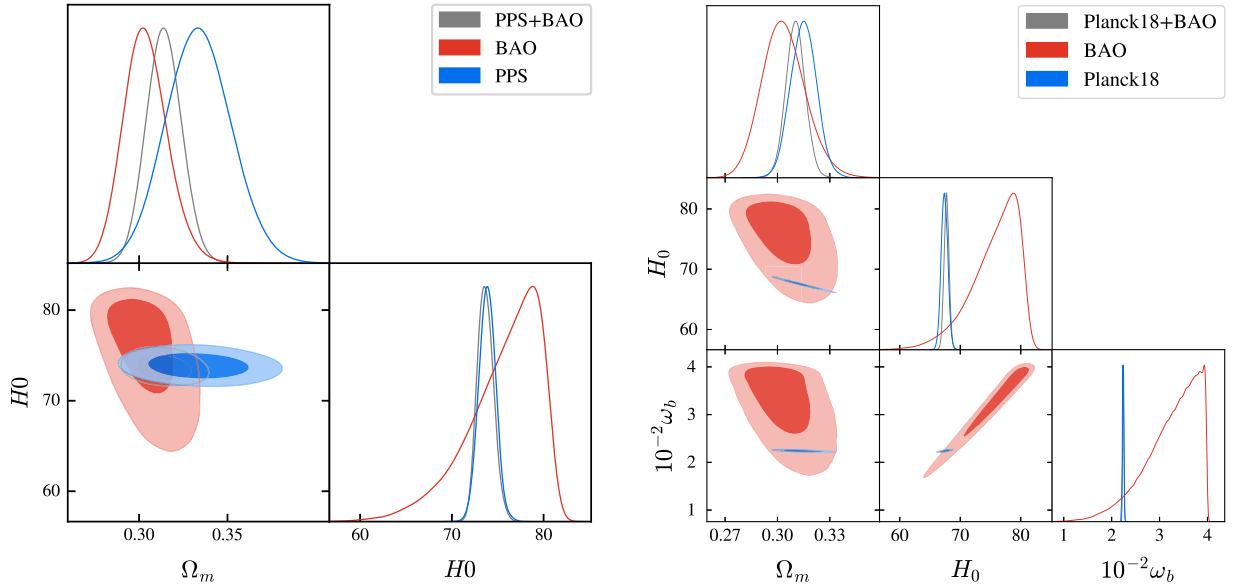 PPS+BAO
BAO
PPS
80
70
60
H0
0.30 0.35
Ω_m
60 70 80
H0
Planck18+BAO
BAO
Planck18
80
70
60
H_0
4
3
2
1
10^{-2}ω_b
0.27 0.30 0.33
Ω_m
60 70 80
H_0
1 2 3 4
10^{-2}ω_b